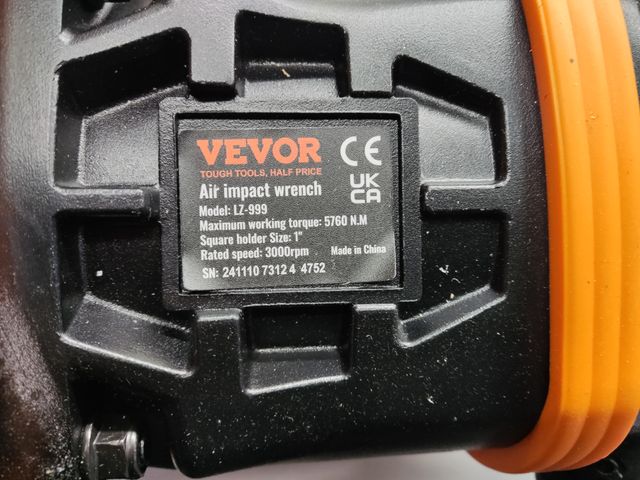 VEVOR
TOUGH TOOLS, HALF PRICE
CE
UK
CA
Air impact wrench
Model: LZ-999
Maximum working torque: 5760 N.M
Square holder Size: 1"
Rated speed: 3000rpm
Made in China
SN: 241110 7312 4 4752